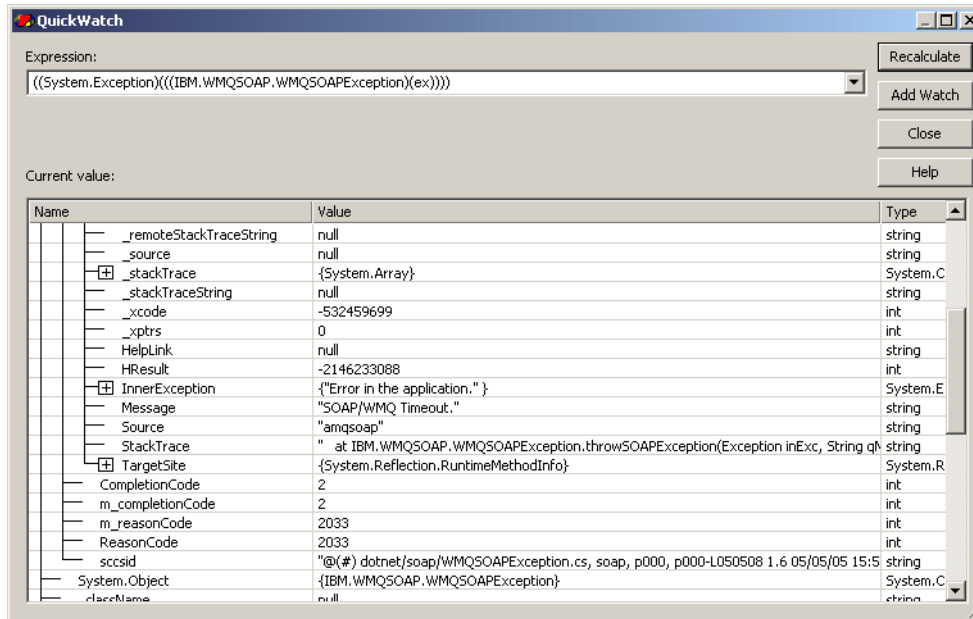 QuickWatch
Expression:
Recalculate
((System.Exception)(((IBM.WMQSOAP.WMQSOAPException)(ex))))
Add Watch
Close
Current value:
Help
Name Value Type
_remoteStackTraceString null string
_source null string
_stackTrace {System.Array} System.C
_stackTraceString null string
_xcode -532459699 int
_xptrs 0 int
HelpLink null string
HResult -2146233088 int
InnerException {"Error in the application." } System.E
Message "SOAP/WMQ Timeout." string
Source "amqsoap" string
StackTrace "   at IBM.WMQSOAP.WMQSOAPException.throwSOAPException(Exception inExc, String qM string
TargetSite {System.Reflection.RuntimeMethodInfo} System.R
CompletionCode 2 int
m_completionCode 2 int
m_reasonCode 2033 int
ReasonCode 2033 int
sccsid "@(#) dotnet/soap/WMQSOAPException.cs, soap, p000, p000-L050508 1.6 05/05/05 15:5 string
System.Object {IBM.WMQSOAP.WMQSOAPException} System.C
className null string